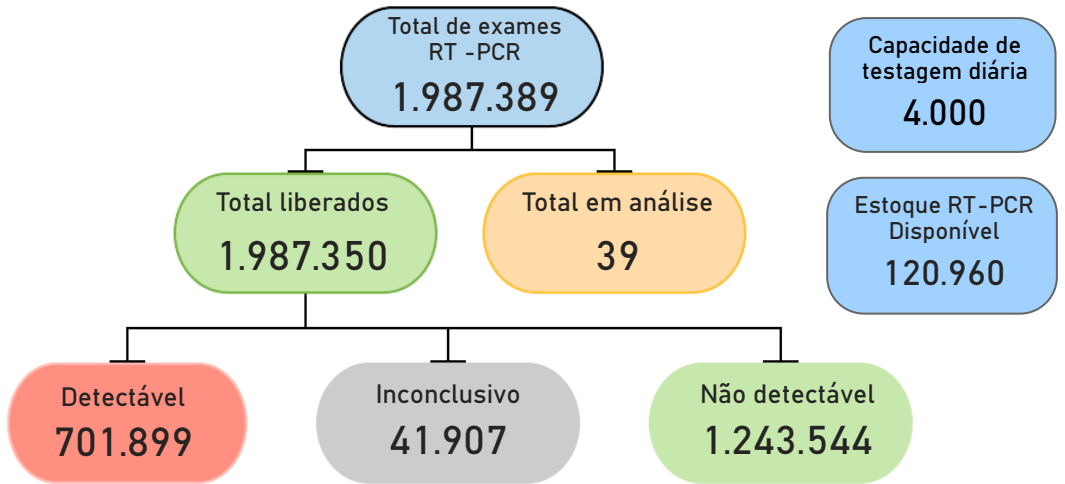 Total de exames
RT -PCR
1.987.389
Capacidade de
testagem diária
4.000
Total liberados
1.987.350
Total em análise
39
Estoque RT-PCR
Disponível
120.960
Detectável
701.899
Inconclusivo
41.907
Não detectável
1.243.544